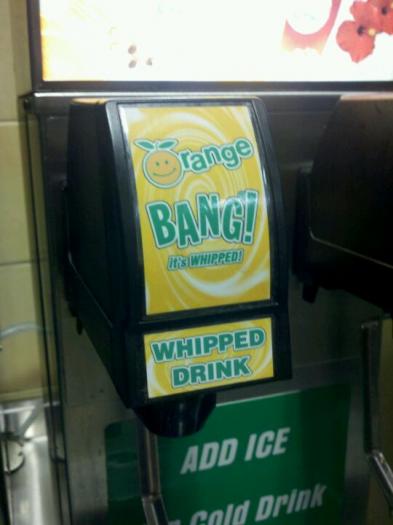 Orange
BANG!
it's WHIPPED!
WHIPPED
DRINK
ADD ICE
Cold Drink